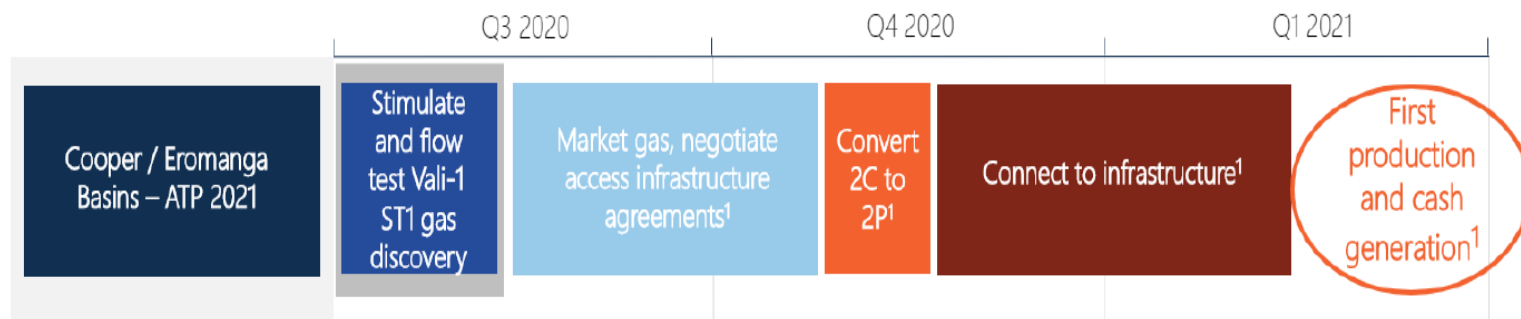 Q3 2020
Q4 2020
Q1 2021
Cooper / Eromanga
Basins – ATP 2021
Stimulate
and flow
test Vali-1
ST1 gas
discovery
Market gas, negotiate
access infrastructure
agreements¹
Convert
2C to
2P¹
Connect to infrastructure¹
First
production
and cash
generation¹